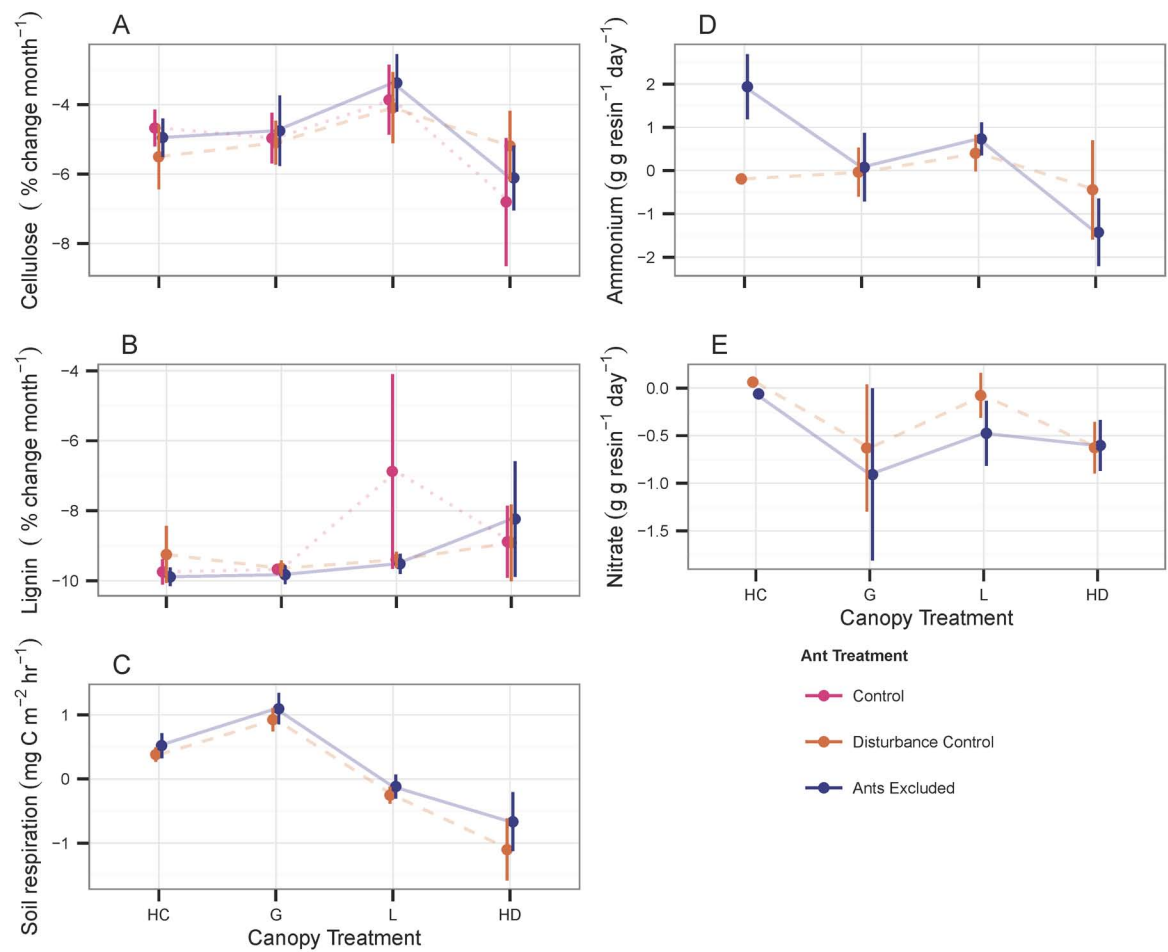 A
Cellulose ( % change month⁻¹)
−4
−6
−8
B
Lignin ( % change month⁻¹)
−4
−6
−8
−10
C
Soil respiration (mg C m⁻² hr⁻¹)
1
0
−1
HC G L HD
Canopy Treatment
D
Ammonium (g g resin⁻¹ day⁻¹)
2
1
0
−1
−2
E
Nitrate (g g resin⁻¹ day⁻¹)
0.0
−0.5
−1.0
−1.5
HC G L HD
Canopy Treatment
Ant Treatment
Control
Disturbance Control
Ants Excluded